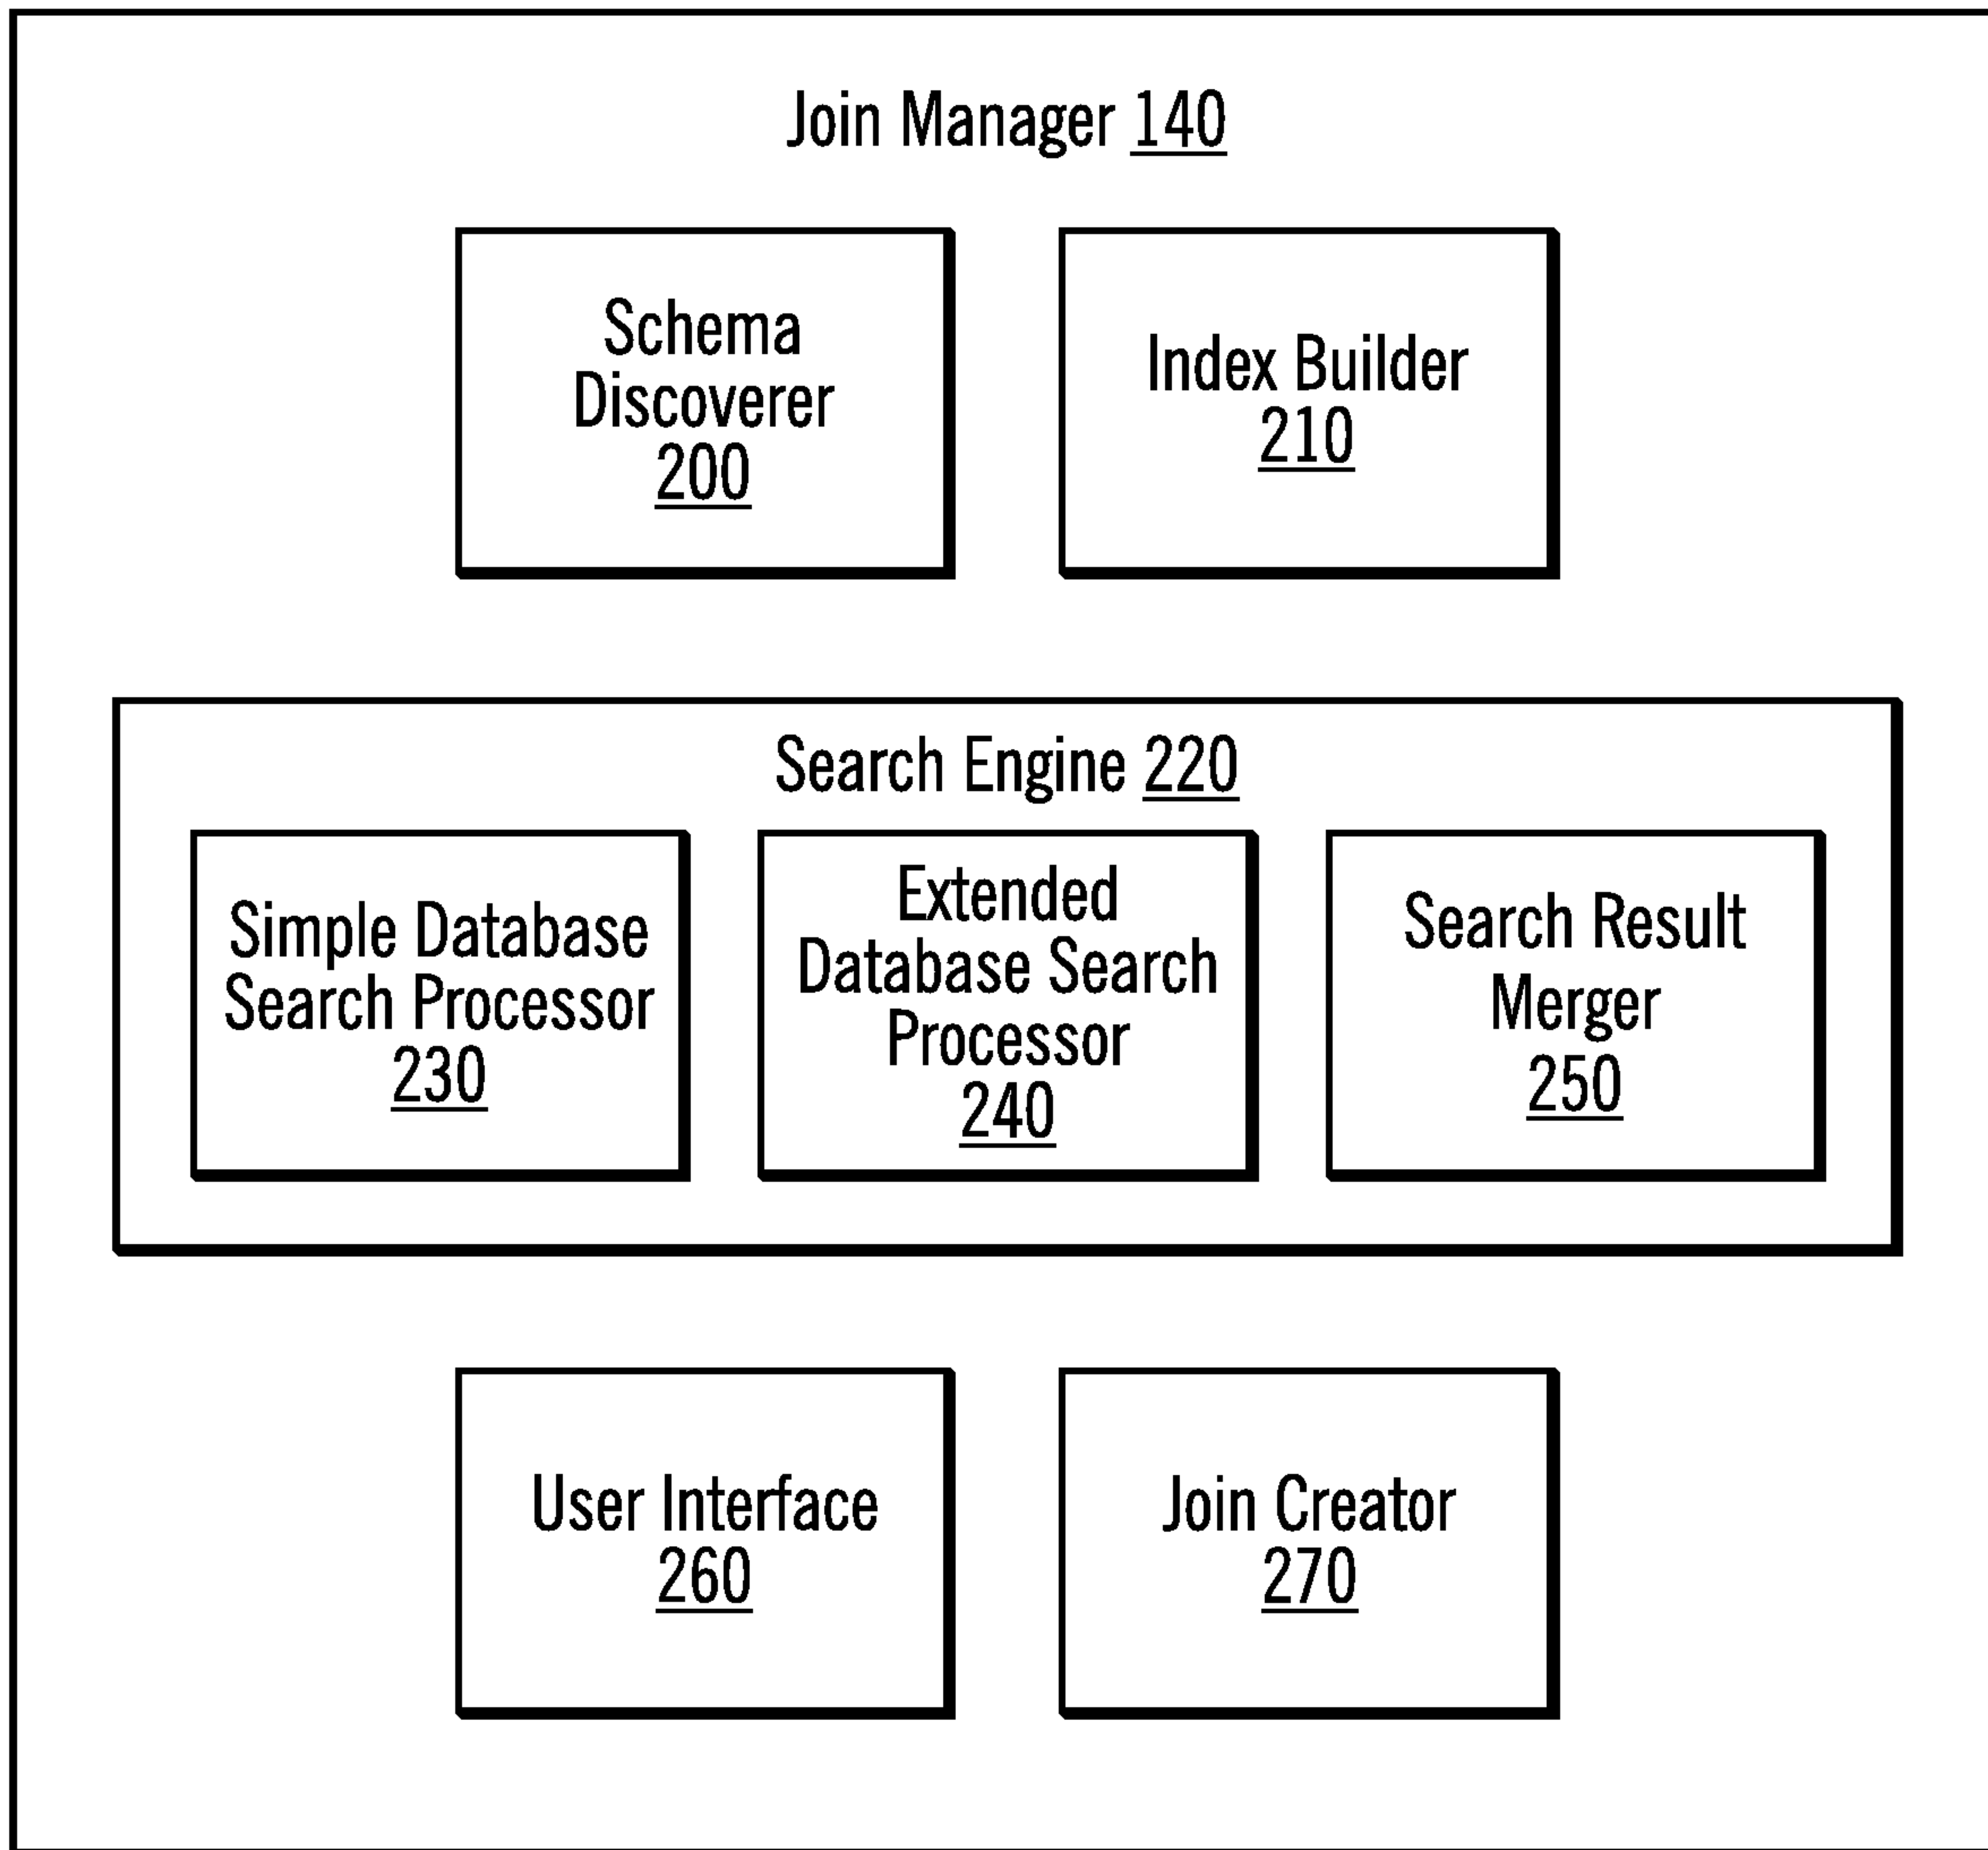 Join Manager 140
Schema
Discoverer
200
Index Builder
210
Search Engine 220
Simple Database
Search Processor
230
Extended
Database Search
Processor
240
Search Result
Merger
250
User Interface
260
Join Creator
270